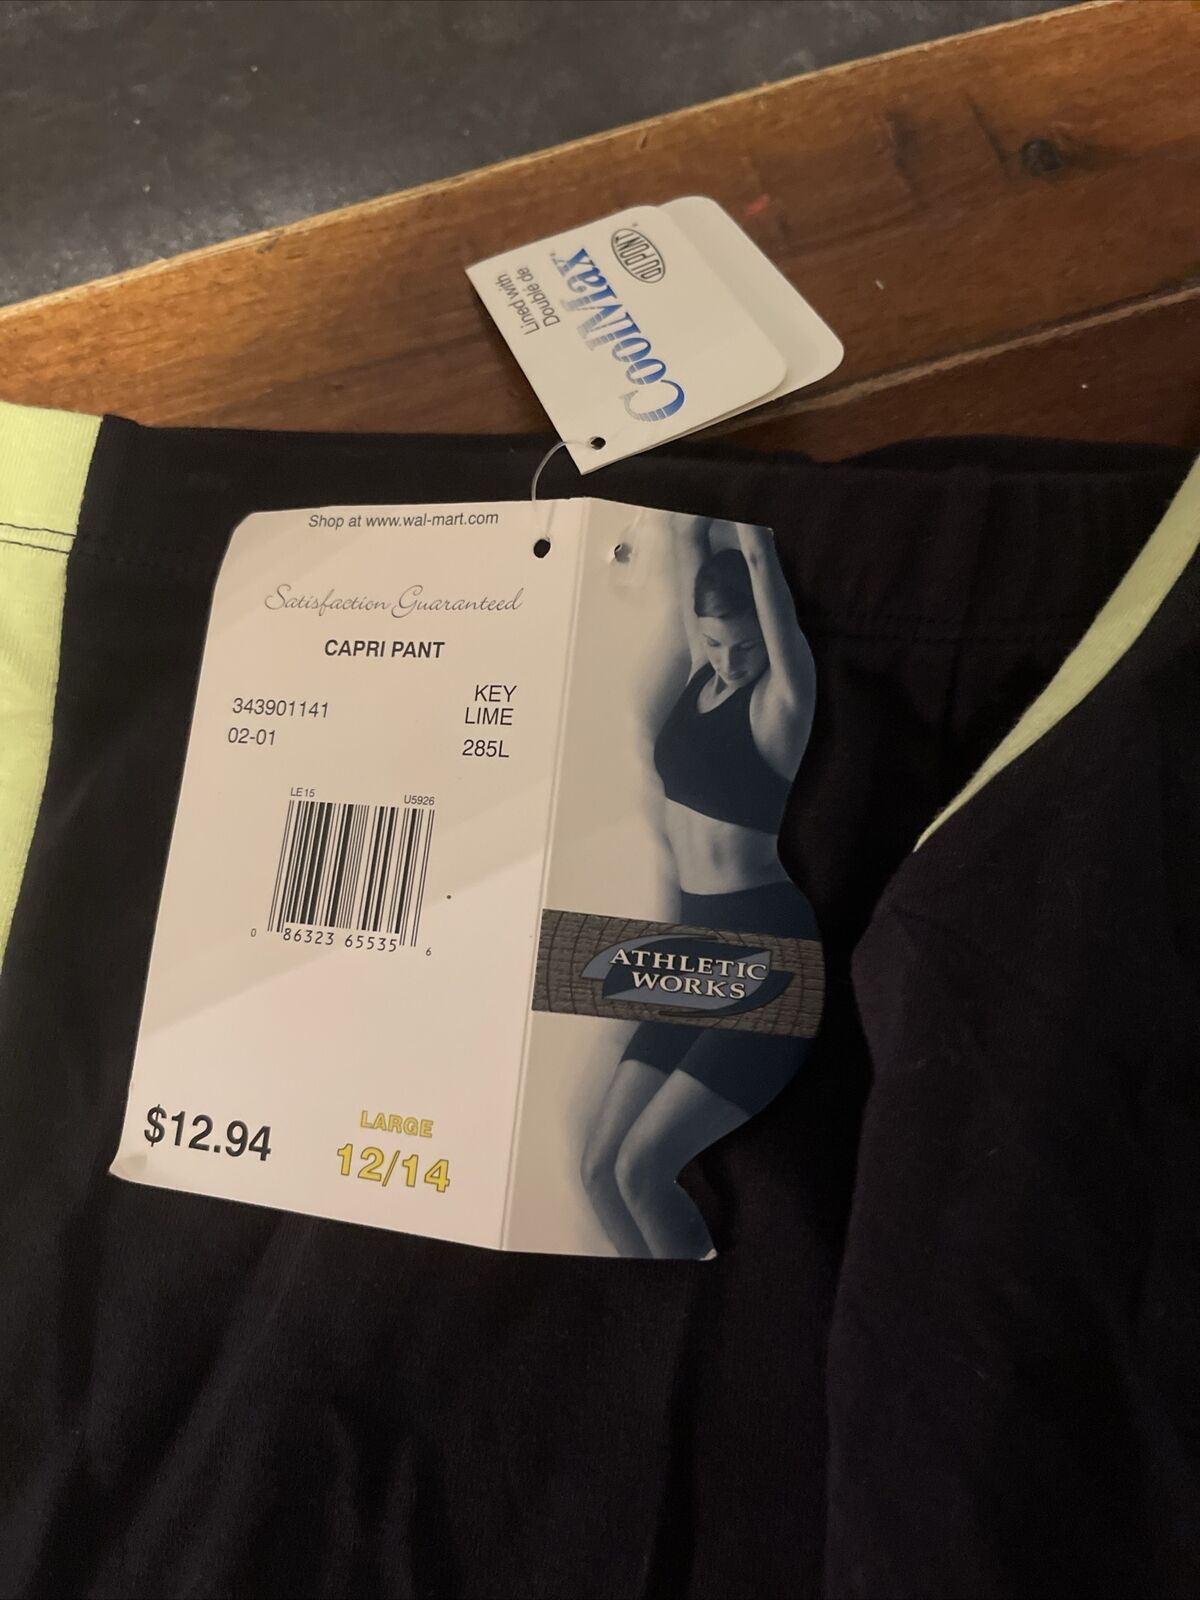 DUPONT
CoolMax
Lined with
Double de
Shop at www.wal-mart.com
Satisfaction Guaranteed
CAPRI PANT
343901141
KEY
LIME
02-01
285L
LE15
U5926
0 86323 65535 6
$12.94
LARGE
12/14
ATHLETIC
WORKS